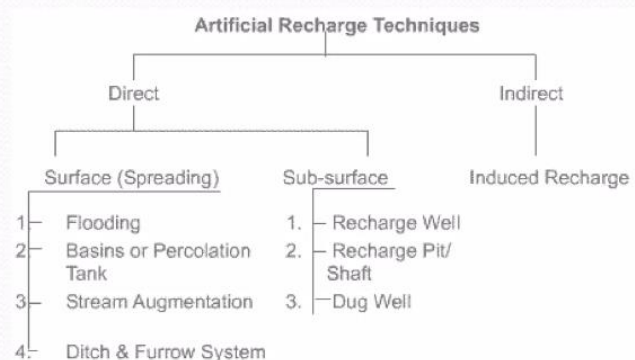 Artificial Recharge Techniques
Direct
Indirect
Surface (Spreading)
Sub-surface
Induced Recharge
1 Flooding
2 Basins or Percolation
Tank
3 Stream Augmentation
4. Ditch & Furrow System
1. Recharge Well
2. Recharge Pit/
Shaft
3. Dug Well